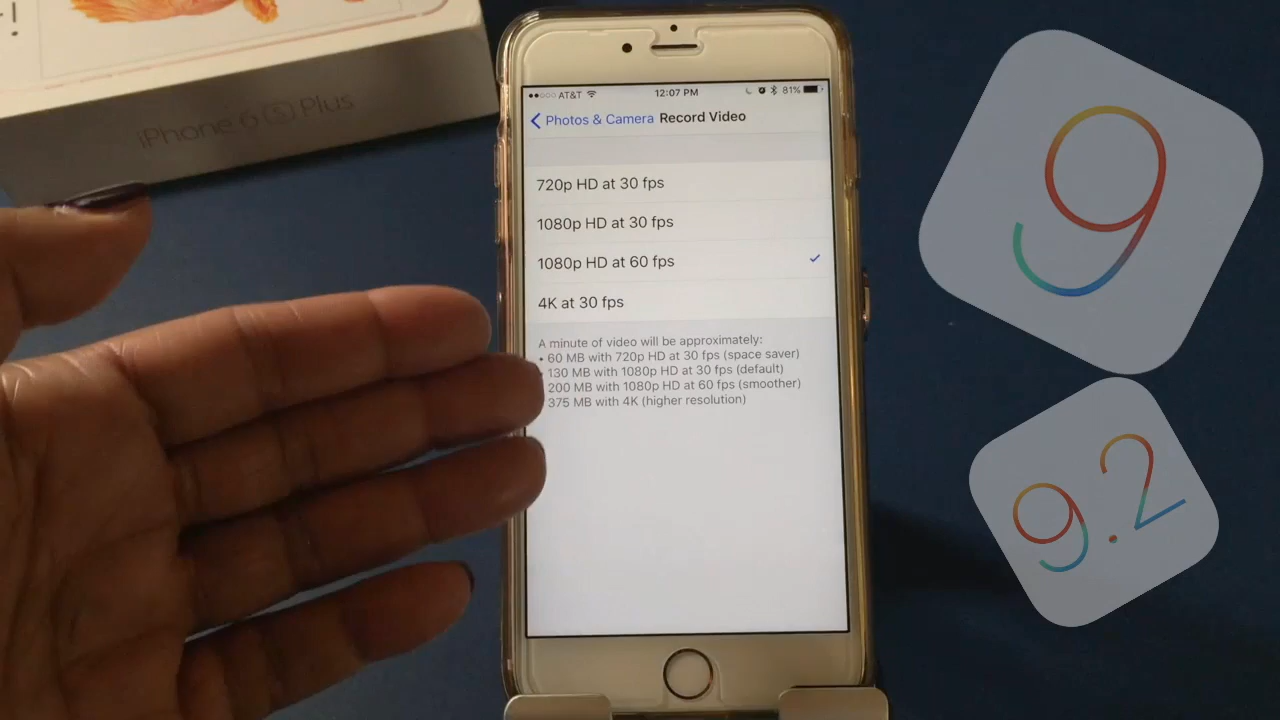 iPhone 6 S Plus
AT&T 12:07 PM 81%
Photos & Camera Record Video
720p HD at 30 fps
1080p HD at 30 fps
1080p HD at 60 fps
4K at 30 fps
A minute of video will be approximately:
• 60 MB with 720p HD at 30 fps (space saver)
• 130 MB with 1080p HD at 30 fps (default)
200 MB with 1080p HD at 60 fps (smoother)
375 MB with 4K (higher resolution)
9
9.2